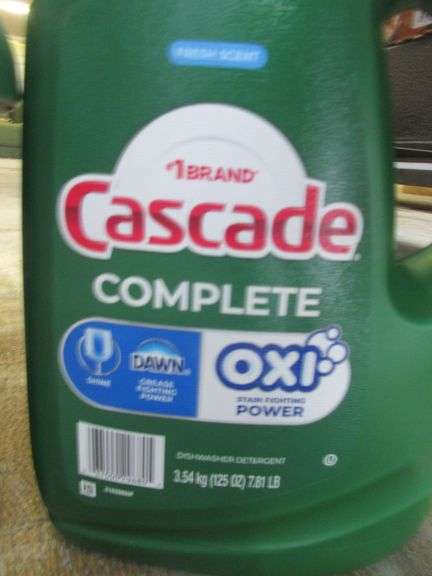 FRESH SCENT
#1 BRAND*
Cascade
COMPLETE
SHINE
DAWN
GREASE
FIGHTING
POWER
OXI
STAIN FIGHTING
POWER
DISHWASHER DETERGENT
3.54 kg (125 OZ) 7.81 LB